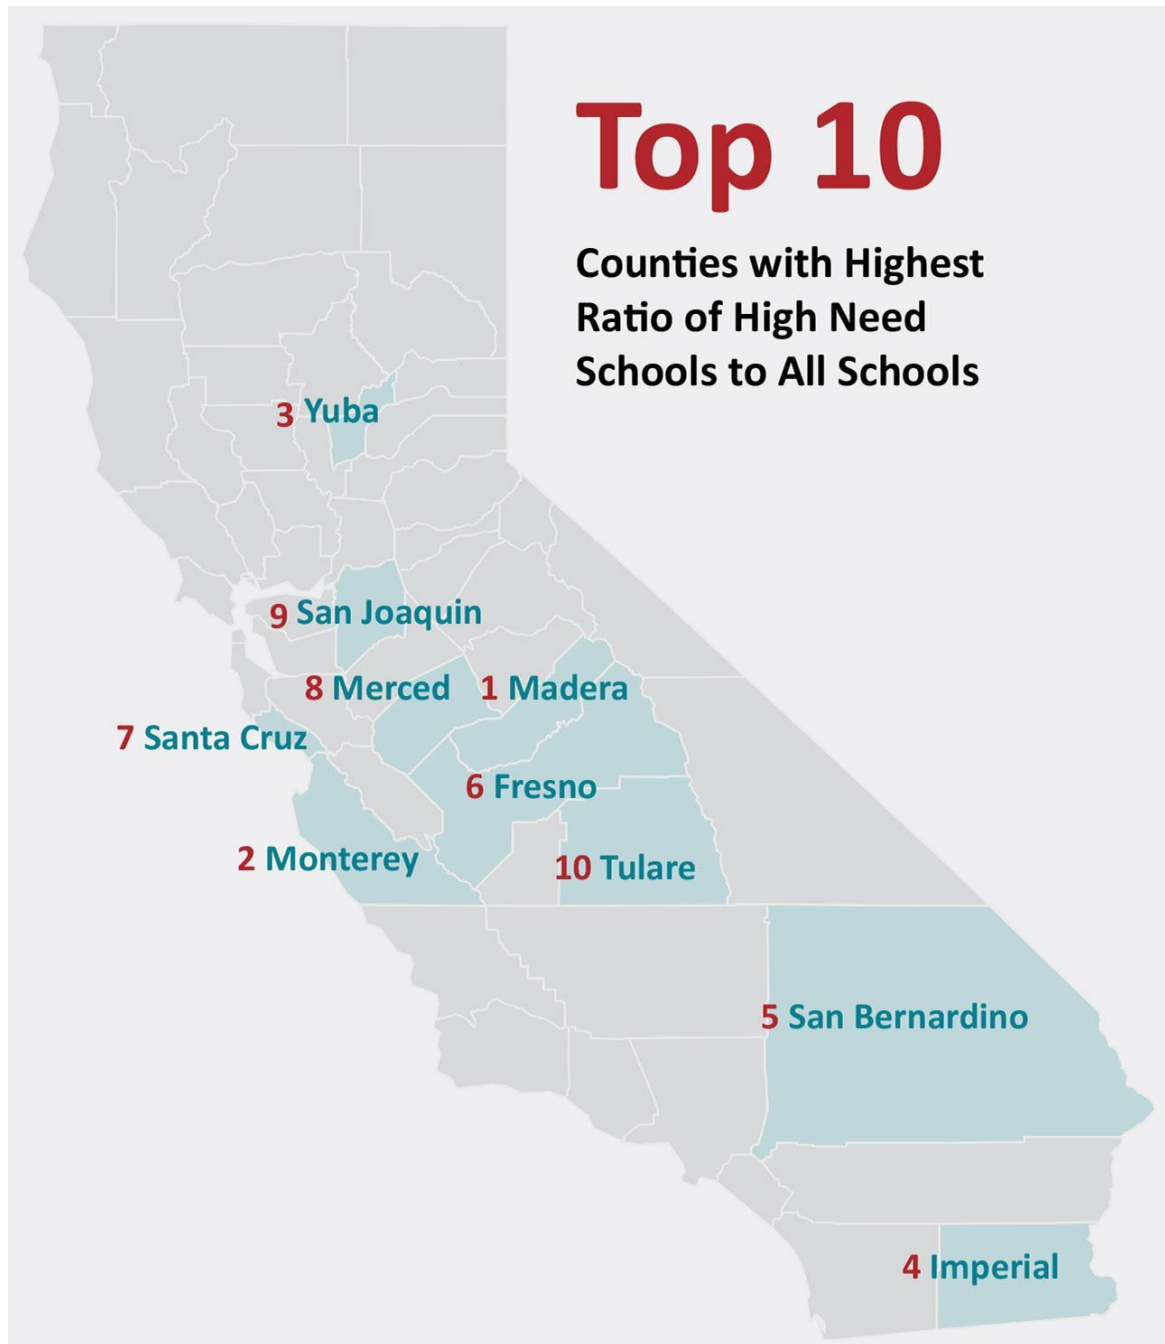 Top 10
Counties with Highest
Ratio of High Need
Schools to All Schools
3 Yuba
9 San Joaquin
8 Merced
1 Madera
7 Santa Cruz
6 Fresno
2 Monterey
10 Tulare
5 San Bernardino
4 Imperial